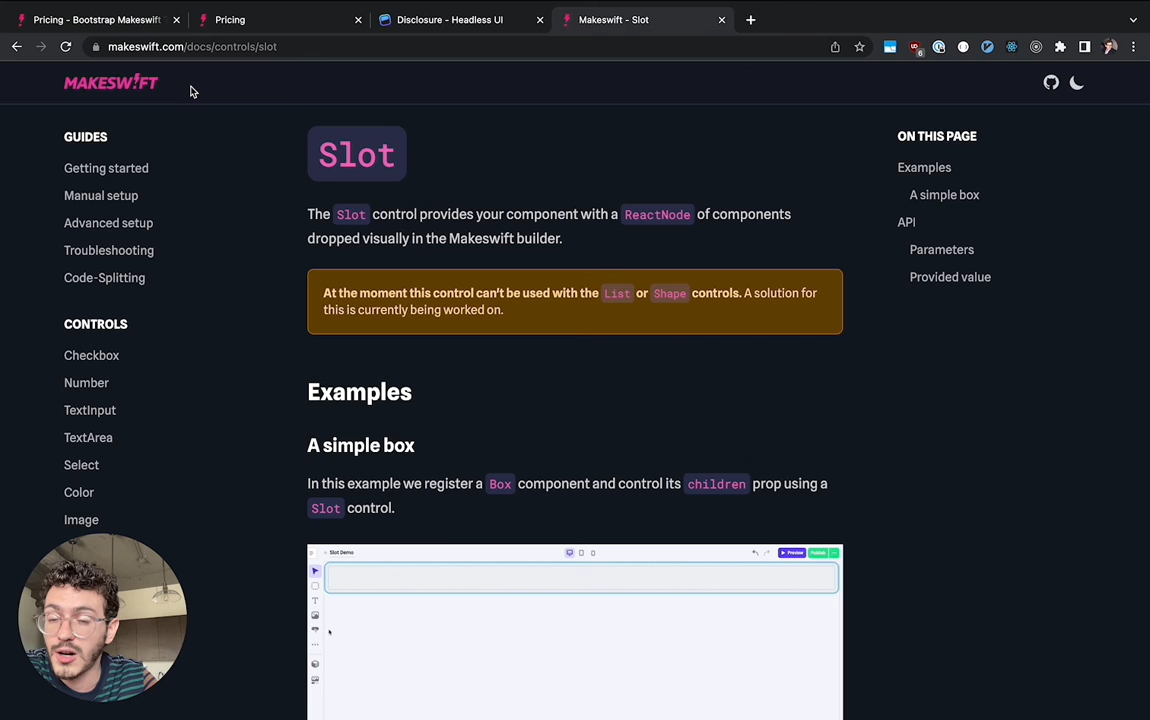 Pricing - Bootstrap Makeswift
Pricing
Disclosure - Headless UI
Makeswift - Slot
makeswift.com/docs/controls/slot
6
MAKESWIFT
GUIDES
Getting started
Manual setup
Advanced setup
Troubleshooting
Code-Splitting
CONTROLS
Checkbox
Number
TextInput
TextArea
Select
Color
Image
Slot
The Slot control provides your component with a ReactNode of components
dropped visually in the Makeswift builder.
At the moment this control can't be used with the List or Shape controls. A solution for
this is currently being worked on.
Examples
A simple box
In this example we register a Box component and control its children prop using a
Slot control.
Slot Demo
Preview
Publish
ON THIS PAGE
Examples
A simple box
API
Parameters
Provided value